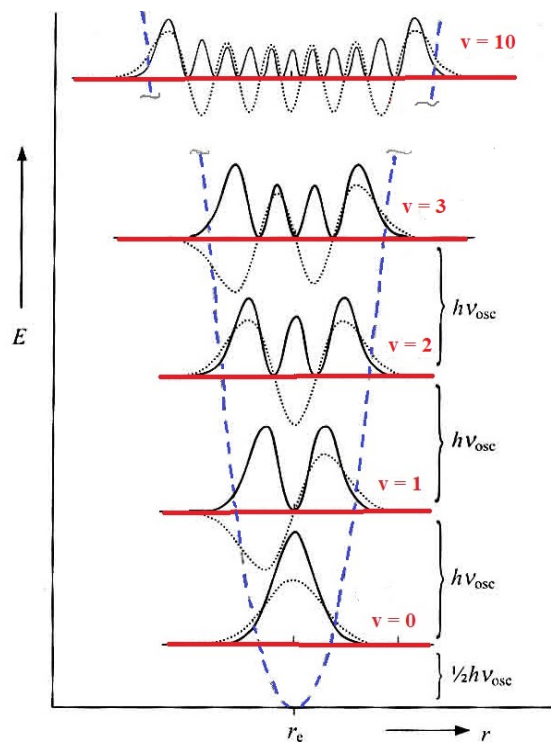 v = 10
v = 3
E
hν_osc
v = 2
hν_osc
v = 1
hν_osc
v = 0
½hν_osc
r_e
r